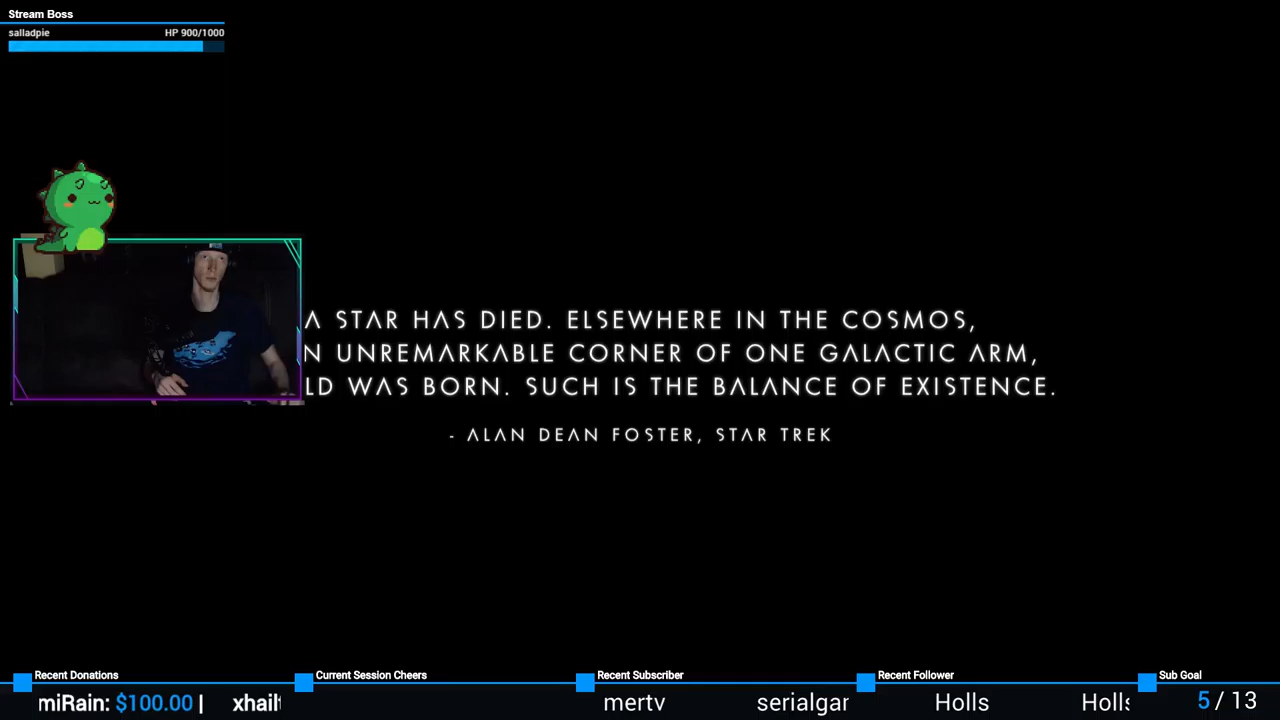 Stream Boss
salladpie HP 900/1000
A STAR HAS DIED. ELSEWHERE IN THE COSMOS,
UNREMARKABLE CORNER OF ONE GALACTIC ARM,
WAS BORN. SUCH IS THE BALANCE OF EXISTENCE.
- ALAN DEAN FOSTER, STAR TREK
Recent Donations Current Session Cheers Recent Subscriber Recent Follower Sub Goal
miRain: $100.00 | xhail mertv serialgar Holls Holls 5 / 13